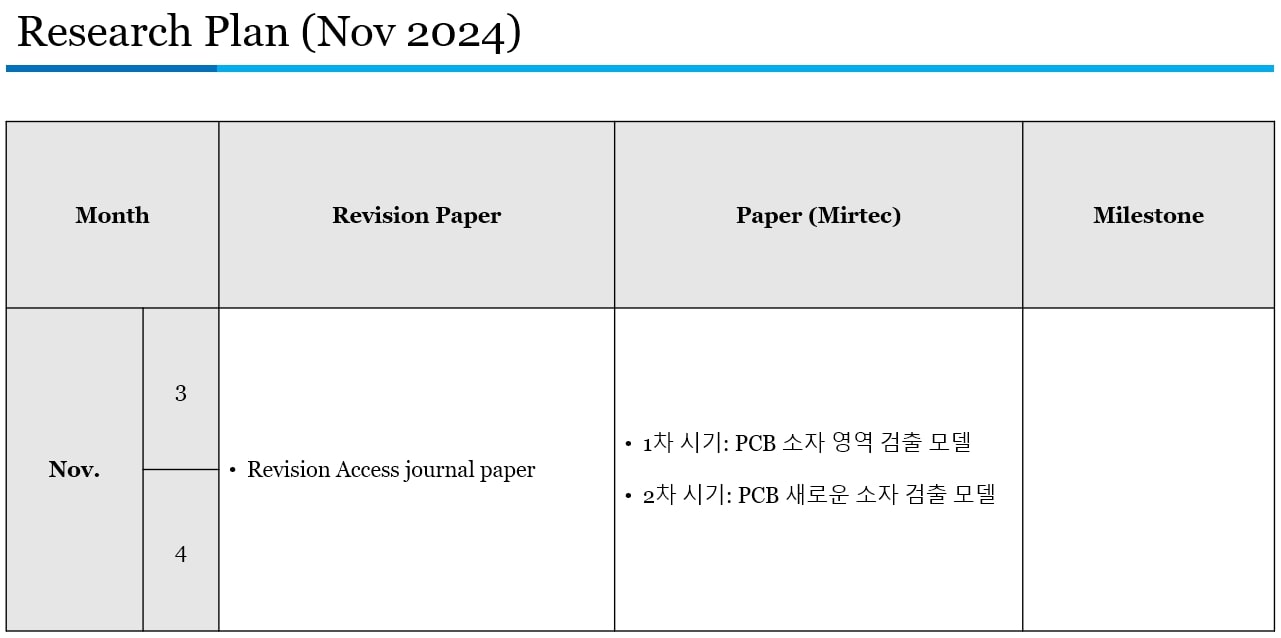 Research Plan (Nov 2024)
Month
Revision Paper
Paper (Mirtec)
Milestone
Nov.
3
4
• Revision Access journal paper
• 1차 시기: PCB 소자 영역 검출 모델
• 2차 시기: PCB 새로운 소자 검출 모델